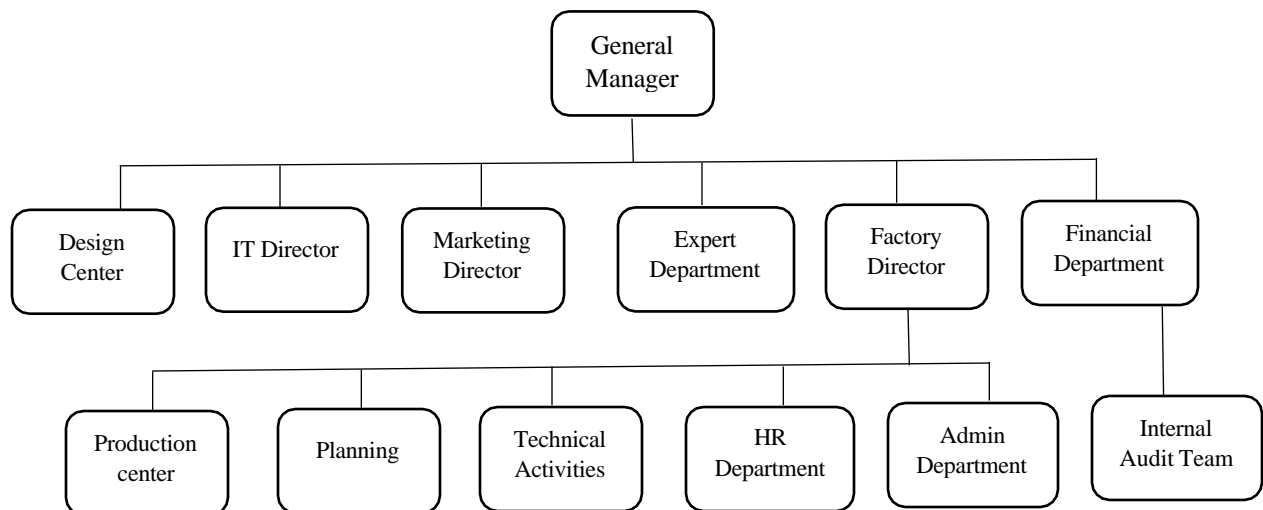 General
Manager
Design
Center
IT Director
Marketing
Director
Expert
Department
Factory
Director
Financial
Department
Production
center
Planning
Technical
Activities
HR
Department
Admin
Department
Internal
Audit Team